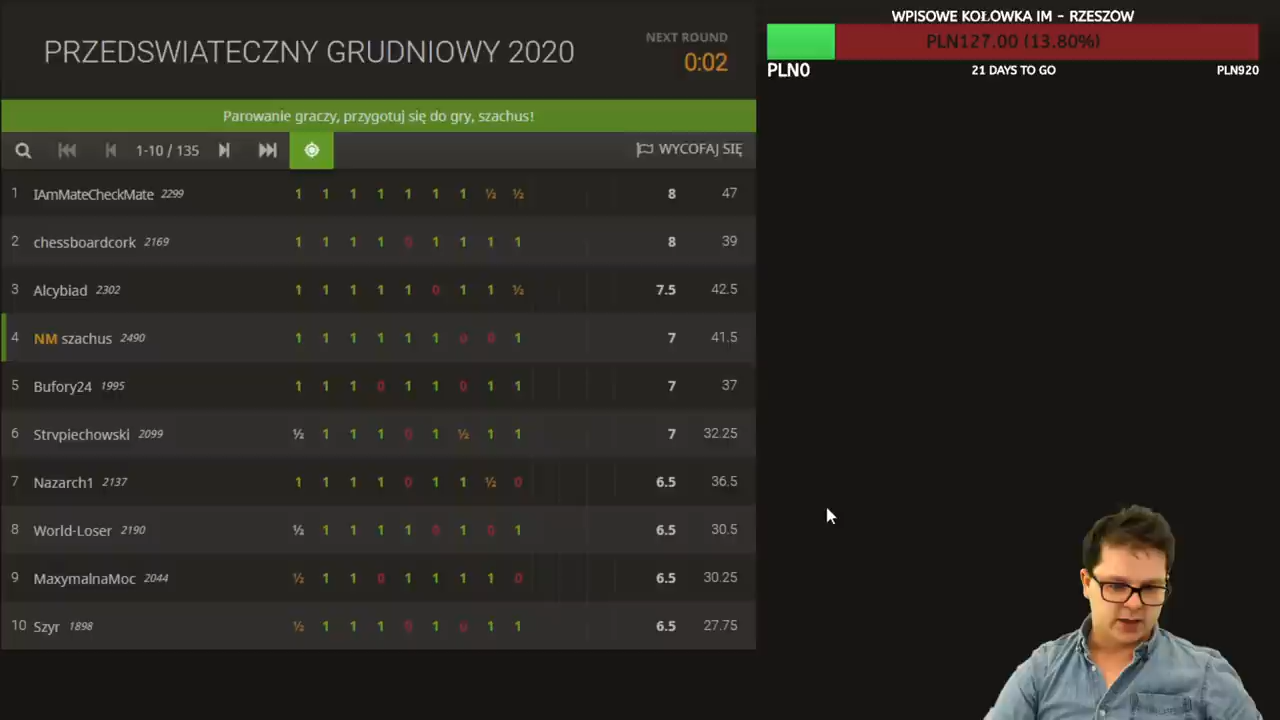 PRZEDSWIATECZNY GRUDNIOWY 2020
NEXT ROUND
0:02
Parowanie graczy, przygotuj się do gry, szachus!
1-10 / 135
WYCOFAJ SIĘ
1 IAmMateCheckMate 2299 1 1 1 1 1 1 1 ½ ½ 8 47
2 chessboardcork 2169 1 1 1 1 0 1 1 1 1 8 39
3 Alcybiad 2302 1 1 1 1 1 0 1 1 ½ 7.5 42.5
4 NM szachus 2490 1 1 1 1 1 1 0 0 1 7 41.5
5 Bufory24 1995 1 1 1 0 1 1 0 1 1 7 37
6 Strvpiechowski 2099 ½ 1 1 1 0 1 ½ 1 1 7 32.25
7 Nazarch1 2137 1 1 1 1 0 1 1 ½ 0 6.5 36.5
8 World-Loser 2190 ½ 1 1 1 1 0 1 0 1 6.5 30.5
9 MaxymalnaMoc 2044 ½ 1 1 0 1 1 1 1 0 6.5 30.25
10 Szyr 1898 ½ 1 1 1 0 1 0 1 1 6.5 27.75
WPISOWE KOŁOWKA IM - RZESZOW
PLN127.00 (13.80%)
PLN0
21 DAYS TO GO
PLN920